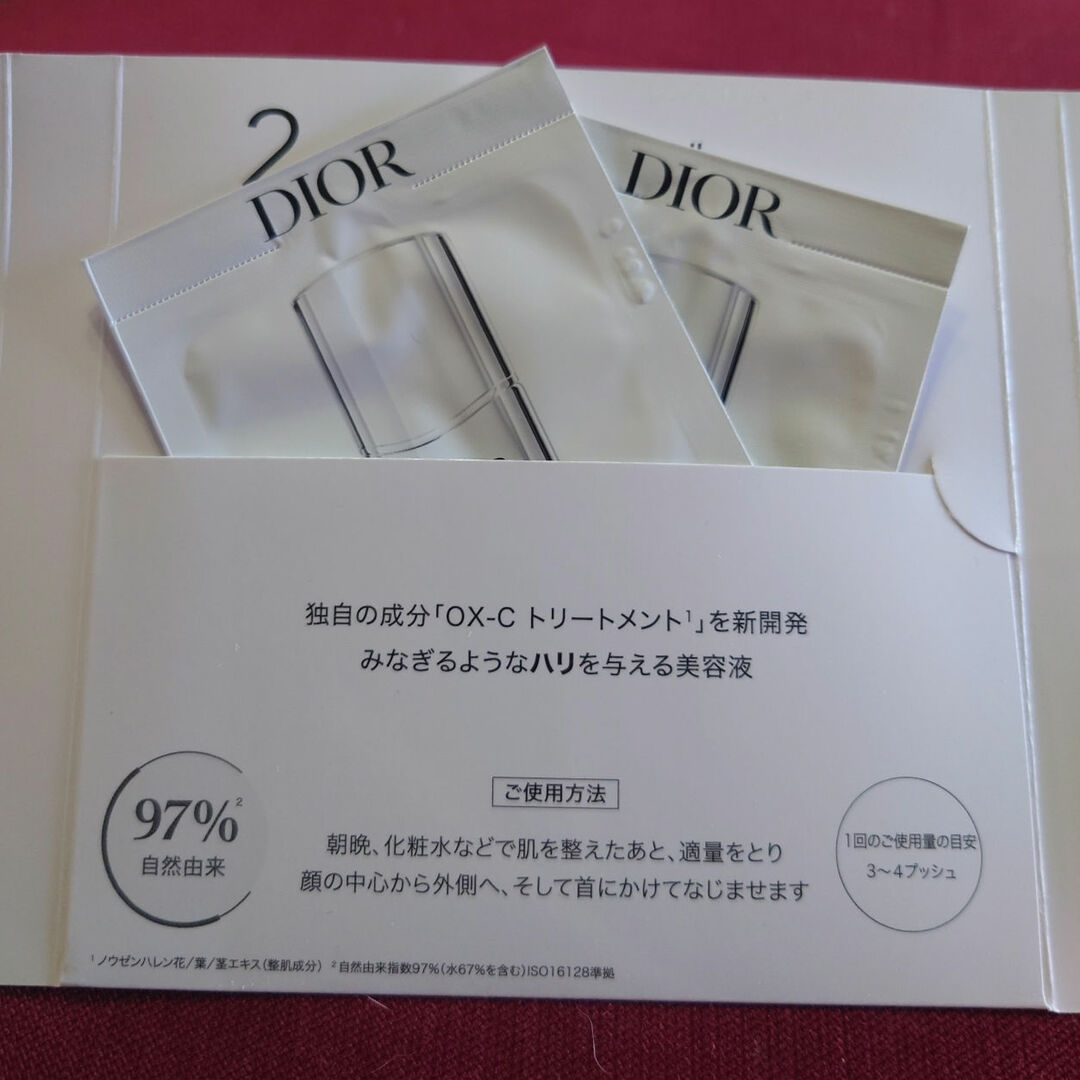 2
DIOR
DIOR
独自の成分「OX-C トリートメント¹」を新開発
みなぎるようなハリを与える美容液
97%²
自然由来
ご使用方法
朝晩、化粧水などで肌を整えたあと、適量をとり
顔の中心から外側へ、そして首にかけてなじませます
1回のご使用量の目安
3〜4プッシュ
¹ノウゼンハレン花/葉/茎エキス(整肌成分) ²自然由来指数97%(水67%を含む)ISO16128準拠